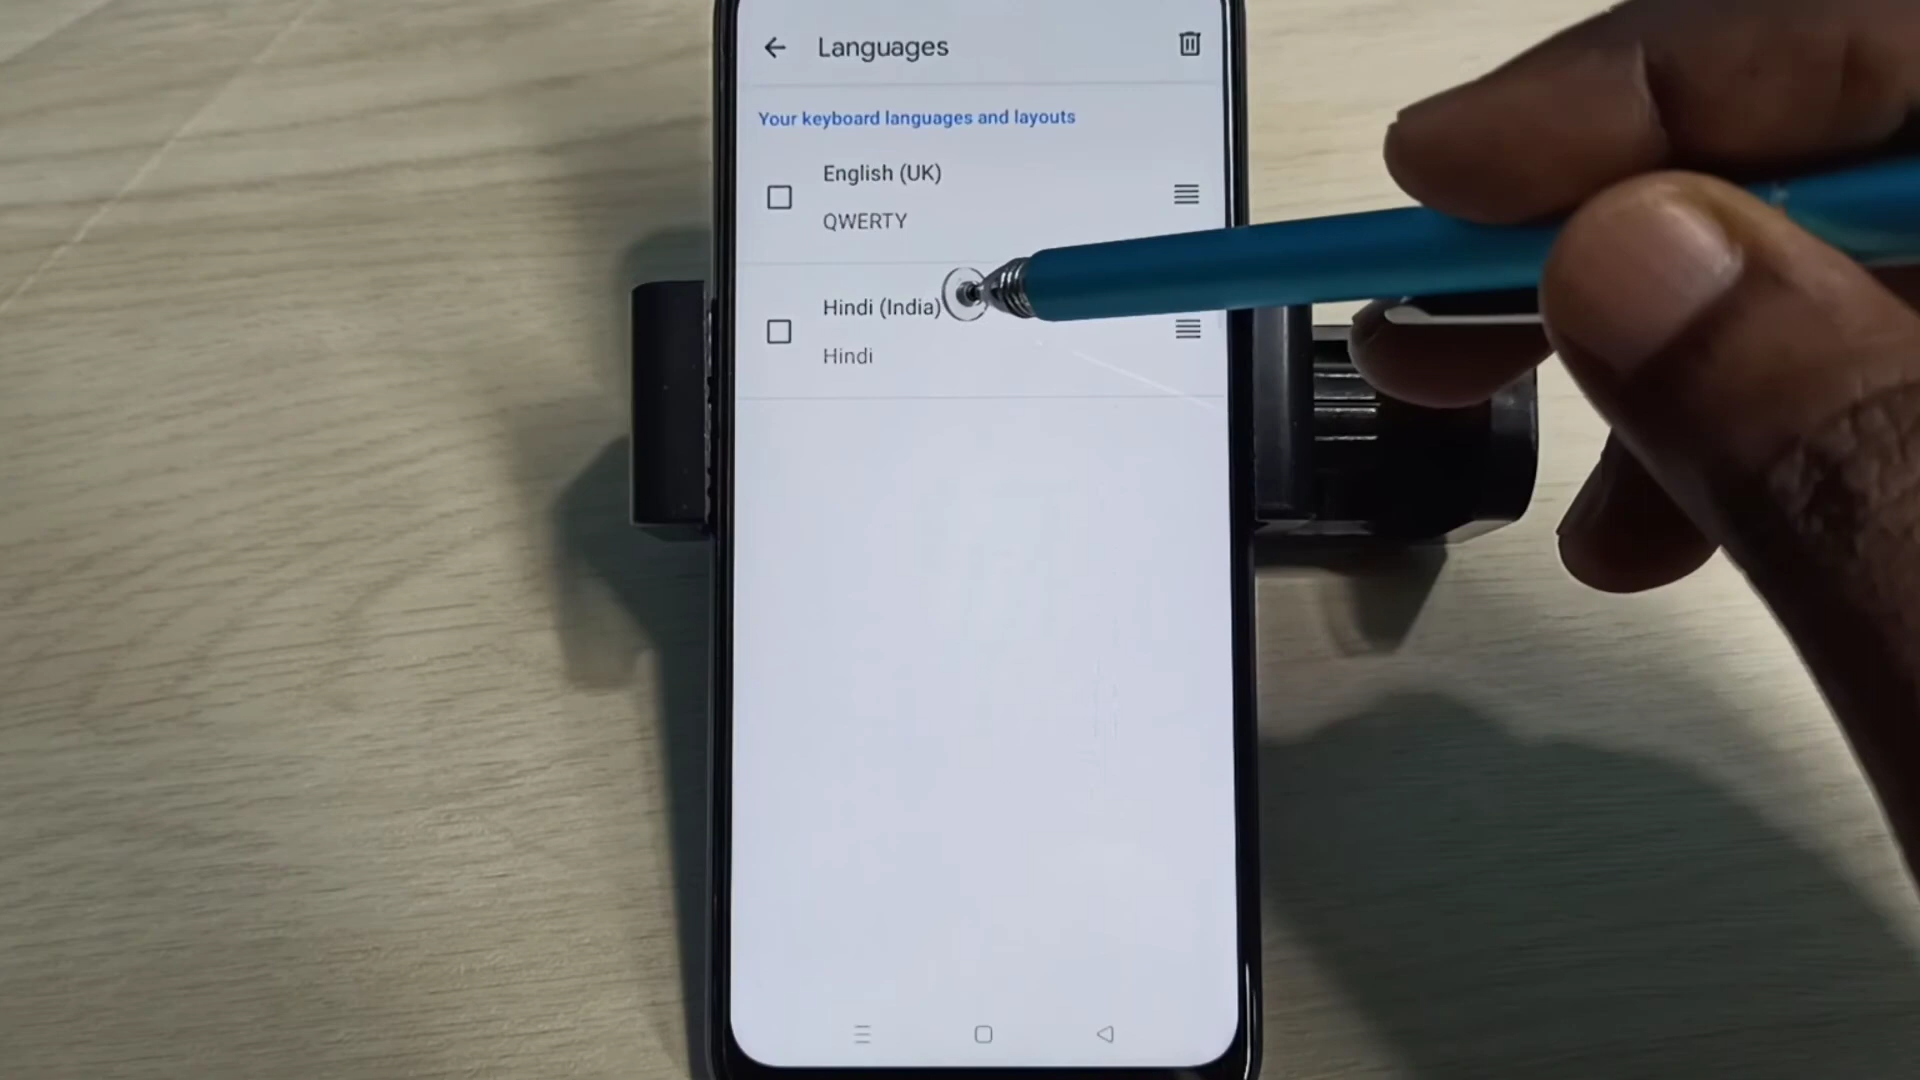 Languages
Your keyboard languages and layouts
English (UK)
QWERTY
Hindi (India)
Hindi